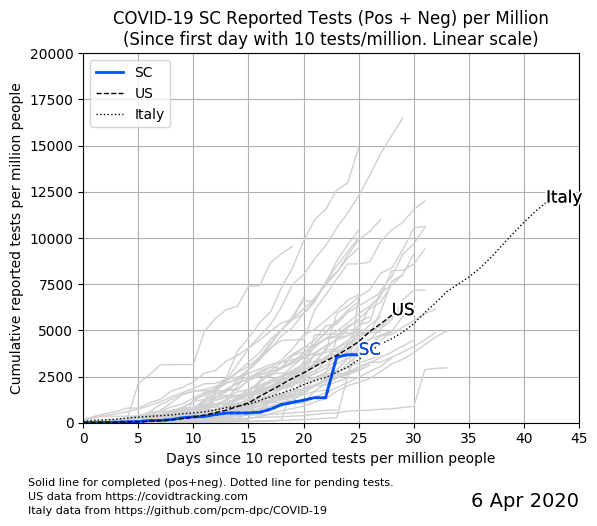 COVID-19 SC Reported Tests (Pos + Neg) per Million
(Since first day with 10 tests/million. Linear scale)
Cumulative reported tests per million people
20000
17500
15000
12500
10000
7500
5000
2500
0
SC
US
Italy
Italy
US
SC
0 5 10 15 20 25 30 35 40 45
Days since 10 reported tests per million people
Solid line for completed (pos+neg). Dotted line for pending tests.
US data from https://covidtracking.com
Italy data from https://github.com/pcm-dpc/COVID-19
6 Apr 2020